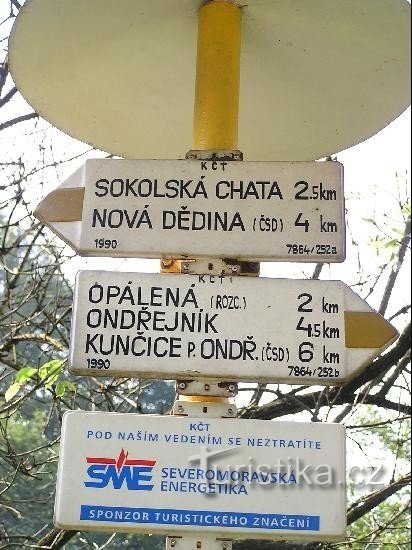 KČT
SOKOLSKÁ CHATA 2.5 km
NOVÁ DĚDINA (ČSD) 4 km
1990 7864/252a
KČT
OPÁLENÁ (ROZC.) 2 km
ONDŘEJNÍK 4.5 km
KUNČICE P. ONDŘ. (ČSD) 6 km
1990 7864/252b
KČT
POD NAŠÍM VEDENÍM SE NEZTRATÍTE
SME SEVEROMORAVSKÁ
ENERGETIKA
SPONZOR TURISTICKÉHO ZNAČENÍ
Turistika.cz